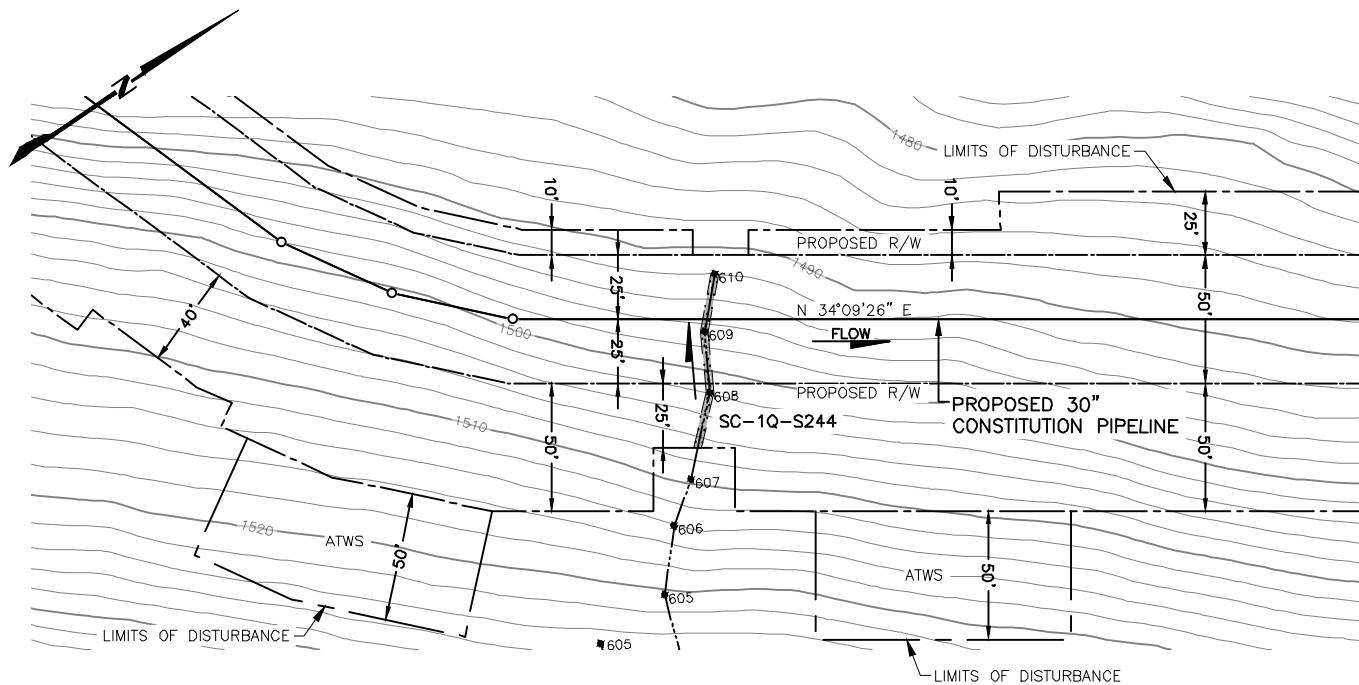 N
1480
LIMITS OF DISTURBANCE
10'
10'
25'
PROPOSED R/W
1490
610
25'
50'
N 34°09'26" E
1500
609
FLOW
40'
25'
PROPOSED R/W
608
PROPOSED 30"
CONSTITUTION PIPELINE
25'
SC-1Q-S244
1510
50'
50'
607
1520
606
ATWS
50'
ATWS
50'
605
LIMITS OF DISTURBANCE
605
LIMITS OF DISTURBANCE